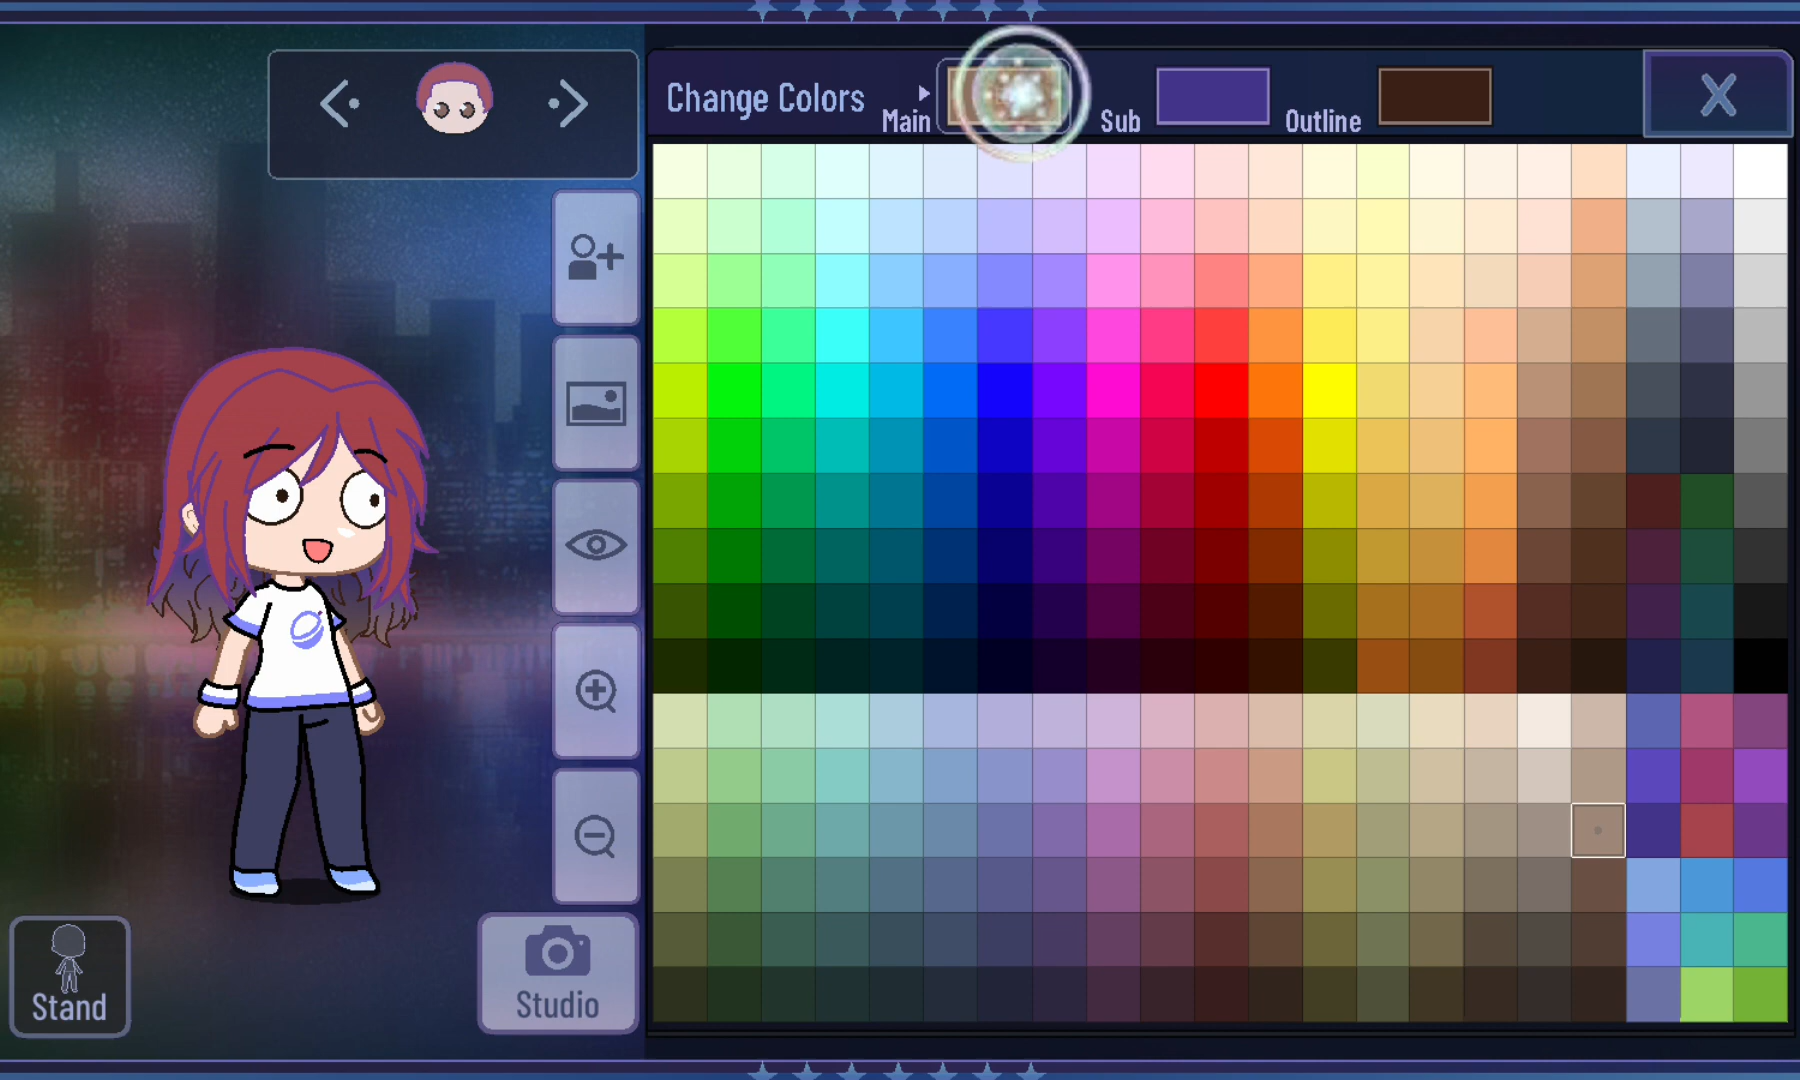 Change Colors
Main
Sub
Outline
X
Stand
Studio